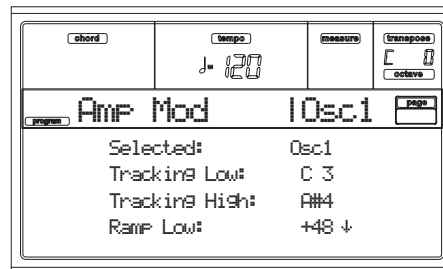 chord tempo measure transpose
♩= 120 C 0
octave
program Amp Mod |Osc1 page
Selected: Osc1
Tracking Low: C 3
Tracking High: A#4
Ramp Low: +48 ↓